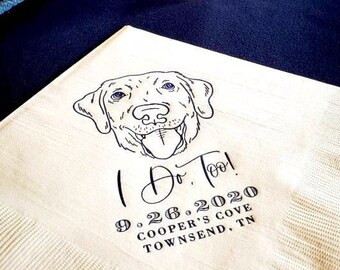 I Do, Too!
9.26.2020
COOPER'S COVE
TOWNSEND, TN